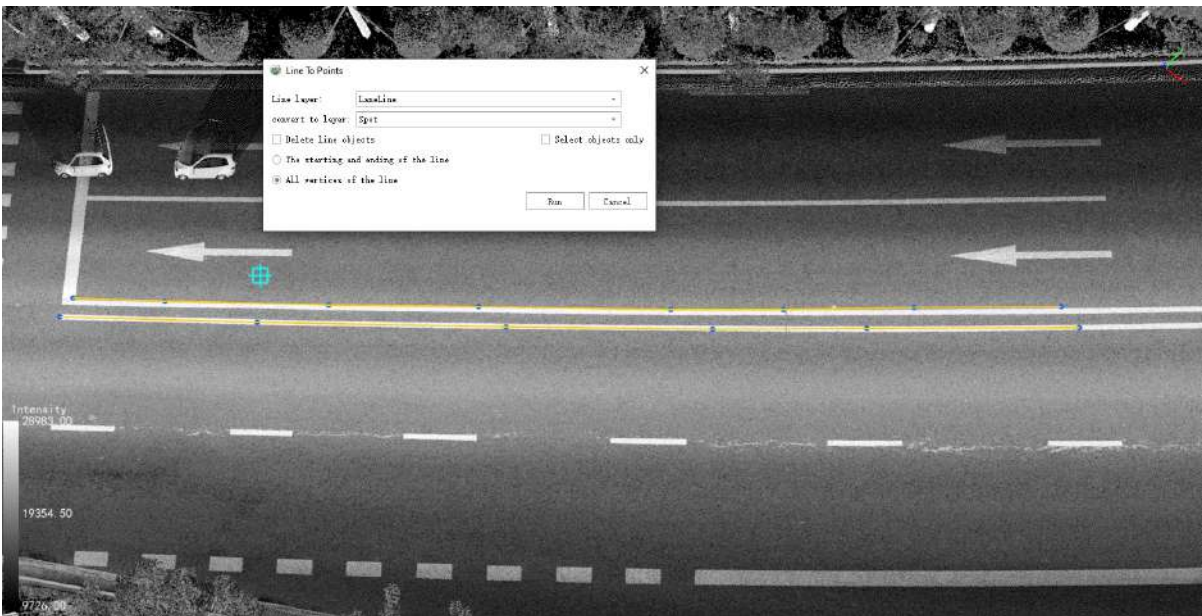 Line To Points
Line layer: LaneLine
convert to layer: Spot
Delete line objects
Select objects only
The starting and ending of the line
All vertices of the line
Run
Cancel
Intensity
28983.00
19354.50
9726.00